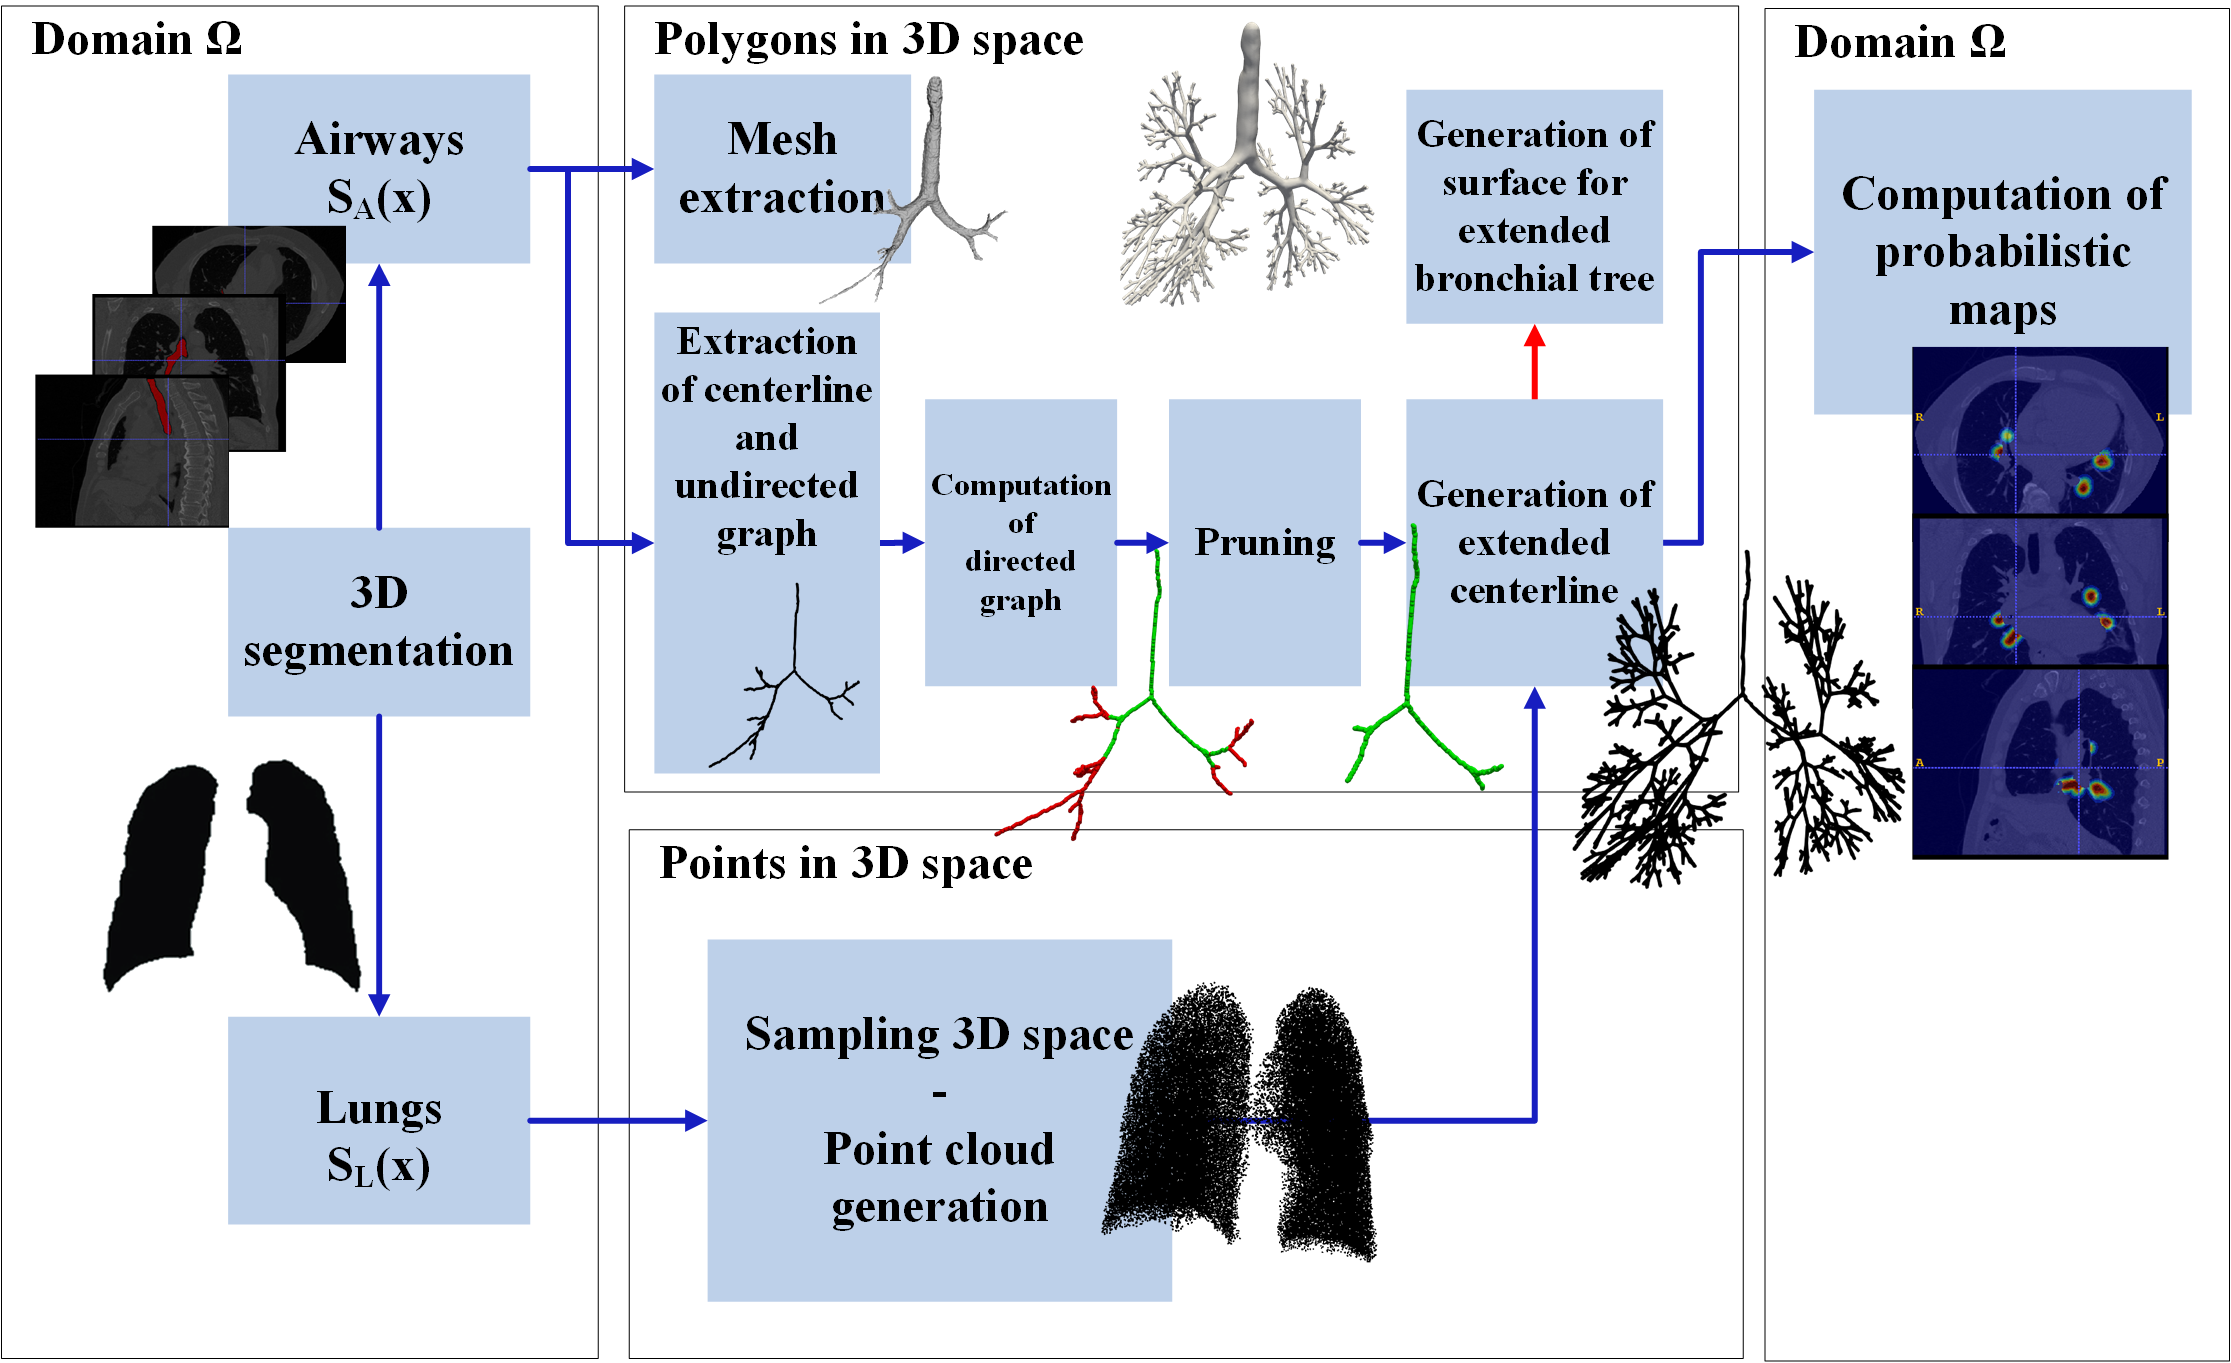 Domain Ω
Airways
S_A(x)
3D
segmentation
Lungs
S_L(x)
Polygons in 3D space
Mesh
extraction
Extraction
of centerline
and
undirected
graph
Computation
of
directed
graph
Pruning
Generation of
extended
centerline
Generation of
surface for
extended
bronchial tree
Points in 3D space
Sampling 3D space
-
Point cloud
generation
Domain Ω
Computation of
probabilistic
maps
R L
R L
A P